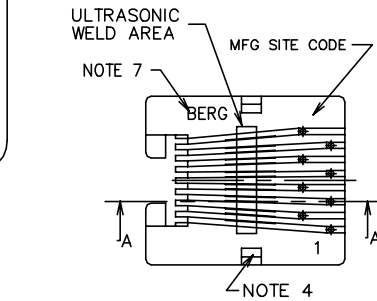 ULTRASONIC
WELD AREA
MFG SITE CODE
NOTE 7
BERG
A
A
1
NOTE 4